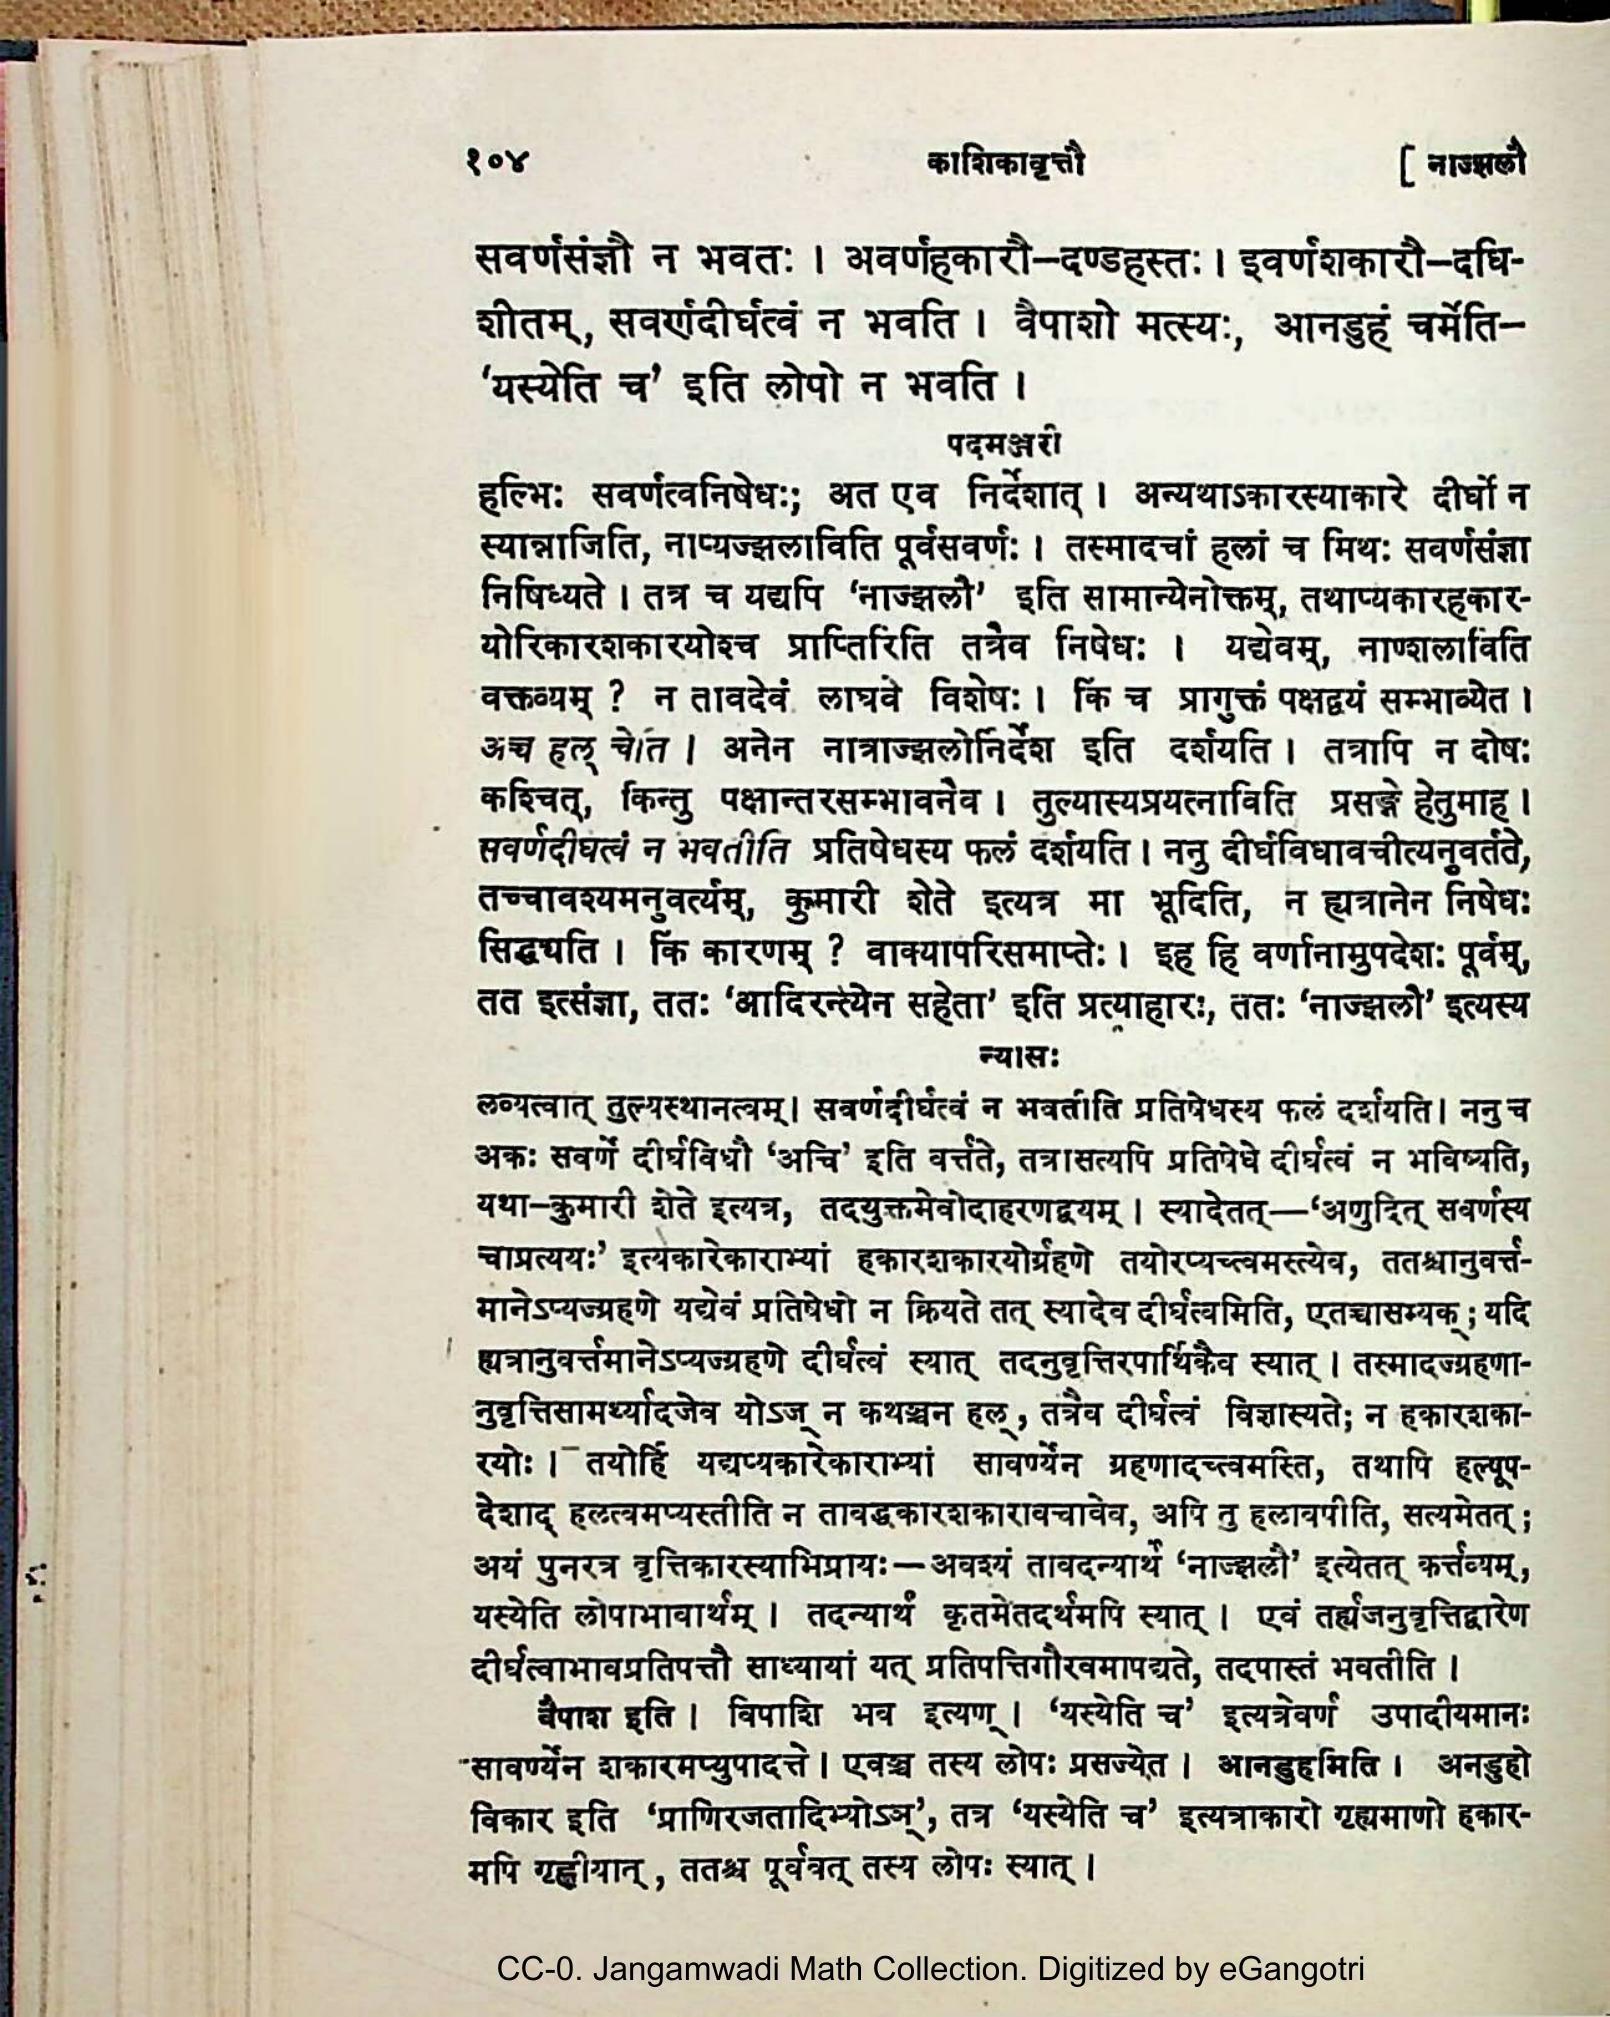 १०४ काशिकावृत्तौ [ नाज्झलौ
सवर्णसंज्ञौ न भवतः । अवर्णहकारौ–दण्डहस्तः । इवर्णशकारौ–दधि-
शीतम्, सवर्णदीर्घत्वं न भवति । वैपाशो मत्स्यः, आनडुहं चर्मेति–
‘यस्येति च’ इति लोपो न भवति ।
पदमञ्जरी
हल्भिः सवर्णत्वनिषेधः; अत एव निर्देशात् । अन्यथाऽकारस्याकारे दीर्घो न
स्यान्नाजिति, नाप्यज्झलाविति पूर्वसवर्णः । तस्मादचां हलां च मिथः सवर्णसंज्ञा
निषिध्यते । तत्र च यद्यपि ‘नाज्झलौ’ इति सामान्येनोक्तम्, तथाप्यकारहकार-
योरिकारशकारयोश्च प्राप्तिरिति तत्रैव निषेधः । यद्येवम्, नाण्शलाविति
वक्तव्यम् ? न तावदेवं लाघवे विशेषः । किं च प्रागुक्तं पक्षद्वयं सम्भाव्येत ।
अच्च हल् चेति । अनेन नात्राज्झलोर्निर्देश इति दर्शयति । तत्रापि न दोषः
कश्चित्, किन्तु पक्षान्तरसम्भावनैव । तुल्यास्यप्रयत्नाविति प्रसङ्गे हेतुमाह ।
सवर्णदीर्घत्वं न भवतीति प्रतिषेधस्य फलं दर्शयति । ननु दीर्घविधावचीत्यनुवर्तते,
तच्चावश्यमनुवर्त्यम्, कुमारी शेते इत्यत्र मा भूदिति, न ह्यत्रानेन निषेधः
सिद्ध्यति । किं कारणम् ? वाक्यापरिसमाप्तेः । इह हि वर्णानामुपदेशः पूर्वम्,
तत इत्संज्ञा, ततः ‘आदिरन्त्येन सहेता’ इति प्रत्याहारः, ततः ‘नाज्झलौ’ इत्यस्य
न्यासः
लव्यत्वात् तुल्यस्थानत्वम् । सवर्णदीर्घत्वं न भवतीति प्रतिषेधस्य फलं दर्शयति । ननु च
अकः सवर्णे दीर्घविधौ ‘अचि’ इति वर्त्तते, तत्रासत्यपि प्रतिषेधे दीर्घत्वं न भविष्यति,
यथा–कुमारी शेते इत्यत्र, तदयुक्तमेवोदाहरणद्वयम् । स्यादेतत्—‘अणुदित् सवर्णस्य
चाप्रत्ययः’ इत्यकारेकाराभ्यां हकारशकारयोर्ग्रहणे तयोरप्यच्त्वमस्त्येव, ततश्चानुवर्त्त-
मानेऽप्यज्ग्रहणे यद्येवं प्रतिषेधो न क्रियते तत् स्यादेव दीर्घत्वमिति, एतच्चासम्यक्; यदि
ह्यत्रानुवर्त्तमानेऽप्यज्ग्रहणे दीर्घत्वं स्यात् तदनुवृत्तिरपार्थिकैव स्यात् । तस्मादज्ग्रहणा-
नुवृत्तिसामर्थ्यादजेव योऽज् न कथञ्चन हल्, तत्रैव दीर्घत्वं विज्ञास्यते; न हकारशका-
रयोः । तयोर्हि यद्यप्यकारेकाराभ्यां सावर्ण्येन ग्रहणादच्त्वमस्ति, तथापि हल्षूप-
देशाद् हलत्वमप्यस्तीति न तावद्धकारशकारावचावेव, अपि तु हलावपीति, सत्यमेतत्;
अयं पुनरत्र वृत्तिकारस्याभिप्रायः—अवश्यं तावदन्यार्थे ‘नाज्झलौ’ इत्येतत् कर्त्तव्यम्,
यस्येति लोपाभावार्थम् । तदन्यार्थं कृतमेतदर्थमपि स्यात् । एवं तर्ह्यजनुवृत्तिद्वारेण
दीर्घत्वाभावप्रतिपत्तौ साध्यायां यत् प्रतिपत्तिगौरवमापद्यते, तदपास्तं भवतीति ।
वैपाश इति । विपाशि भव इत्यण् । ‘यस्येति च’ इत्यत्रेवर्ण उपादीयमानः
सावर्ण्येन शकारमप्युपादत्ते । एवञ्च तस्य लोपः प्रसज्येत । आनडुहमिति । अनडुहो
विकार इति ‘प्राणिरजतादिभ्योऽञ्’, तत्र ‘यस्येति च’ इत्यत्राकारो गृह्यमाणो हकार-
मपि गृह्णीयात्, ततश्च पूर्ववत् तस्य लोपः स्यात् ।
CC-0. Jangamwadi Math Collection. Digitized by eGangotri